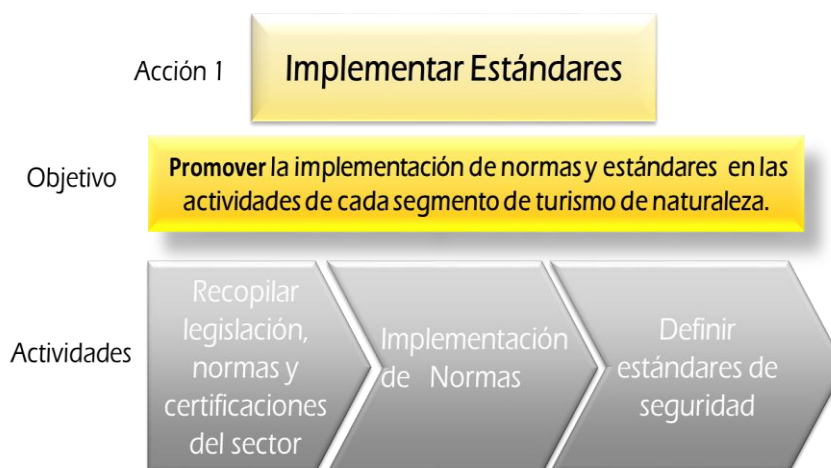 Acción 1
Implementar Estándares
Objetivo
Promover la implementación de normas y estándares en las
actividades de cada segmento de turismo de naturaleza.
Actividades
Recopilar
legislación,
normas y
certificaciones
del sector
Implementación
de Normas
Definir
estándares de
seguridad